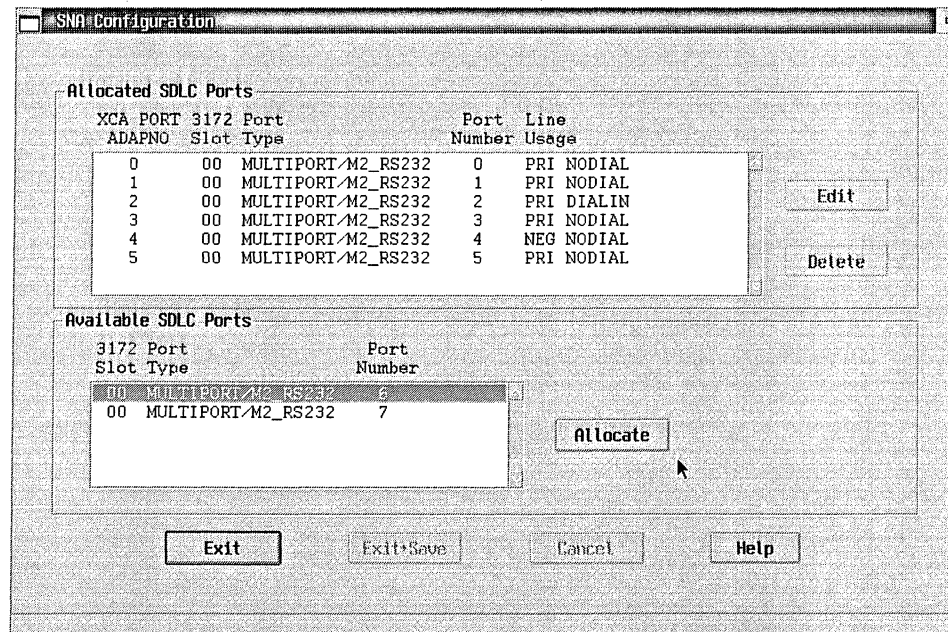 SNA Configuration
Allocated SDLC Ports
XCA PORT 3172 Port Port Line
ADAPNO Slot Type Number Usage
0 00 MULTIPORT/M2_RS232 0 PRI NODIAL
1 00 MULTIPORT/M2_RS232 1 PRI NODIAL
2 00 MULTIPORT/M2_RS232 2 PRI DIALIN
3 00 MULTIPORT/M2_RS232 3 PRI NODIAL
4 00 MULTIPORT/M2_RS232 4 NEG NODIAL
5 00 MULTIPORT/M2_RS232 5 PRI NODIAL
Edit
Delete
Available SDLC Ports
3172 Port Port
Slot Type Number
00 MULTIPORT/M2_RS232 6
00 MULTIPORT/M2_RS232 7
Allocate
Exit
Exit+Save
Cancel
Help